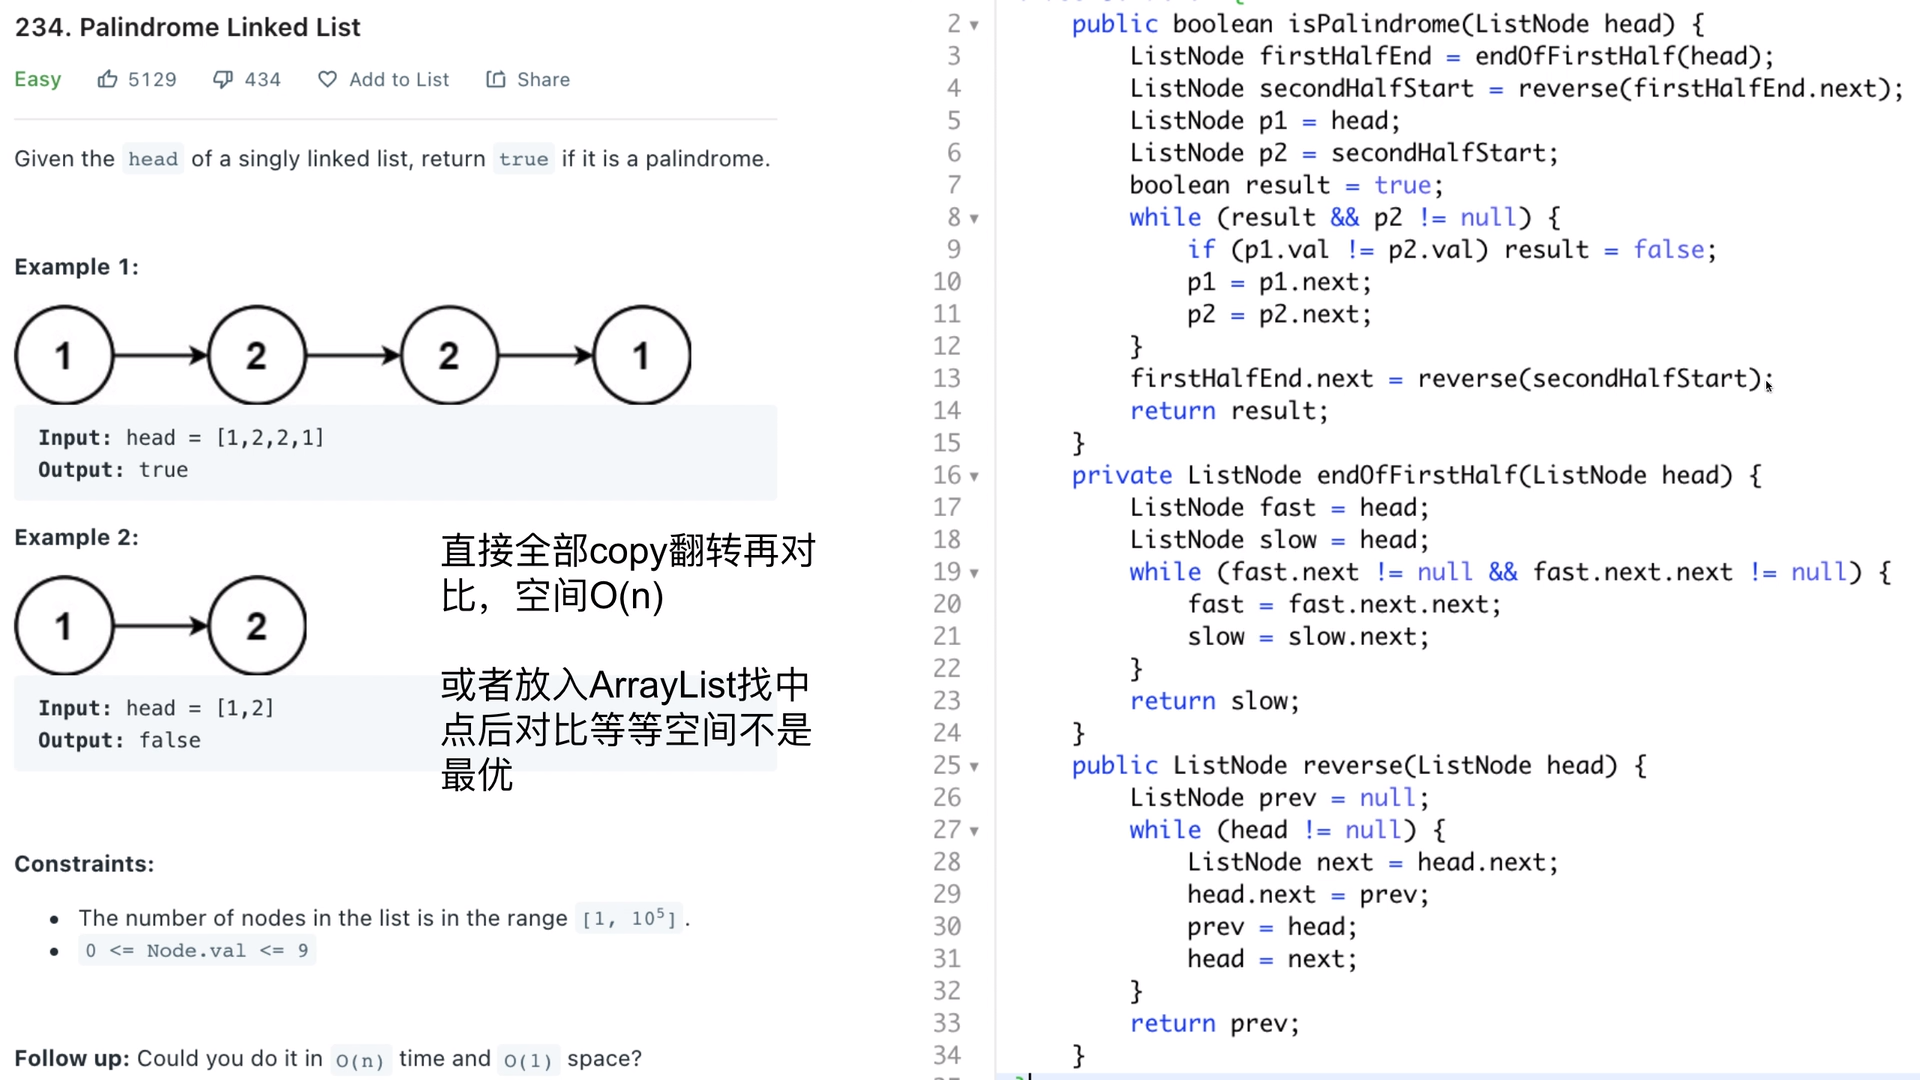 234. Palindrome Linked List
Easy 5129 434 Add to List Share
Given the head of a singly linked list, return true if it is a palindrome.
Example 1:
1 2 2 1
Input: head = [1,2,2,1]
Output: true
Example 2:
1 2
Input: head = [1,2]
Output: false
直接全部copy翻转再对
比，空间O(n)
或者放入ArrayList找中
点后对比等等空间不是
最优
Constraints:
• The number of nodes in the list is in the range [1, 10⁵].
• 0 <= Node.val <= 9
Follow up: Could you do it in O(n) time and O(1) space?
2 public boolean isPalindrome(ListNode head) {
3 ListNode firstHalfEnd = endOfFirstHalf(head);
4 ListNode secondHalfStart = reverse(firstHalfEnd.next);
5 ListNode p1 = head;
6 ListNode p2 = secondHalfStart;
7 boolean result = true;
8 while (result && p2 != null) {
9 if (p1.val != p2.val) result = false;
10 p1 = p1.next;
11 p2 = p2.next;
12 }
13 firstHalfEnd.next = reverse(secondHalfStart);
14 return result;
15 }
16 private ListNode endOfFirstHalf(ListNode head) {
17 ListNode fast = head;
18 ListNode slow = head;
19 while (fast.next != null && fast.next.next != null) {
20 fast = fast.next.next;
21 slow = slow.next;
22 }
23 return slow;
24 }
25 public ListNode reverse(ListNode head) {
26 ListNode prev = null;
27 while (head != null) {
28 ListNode next = head.next;
29 head.next = prev;
30 prev = head;
31 head = next;
32 }
33 return prev;
34 }